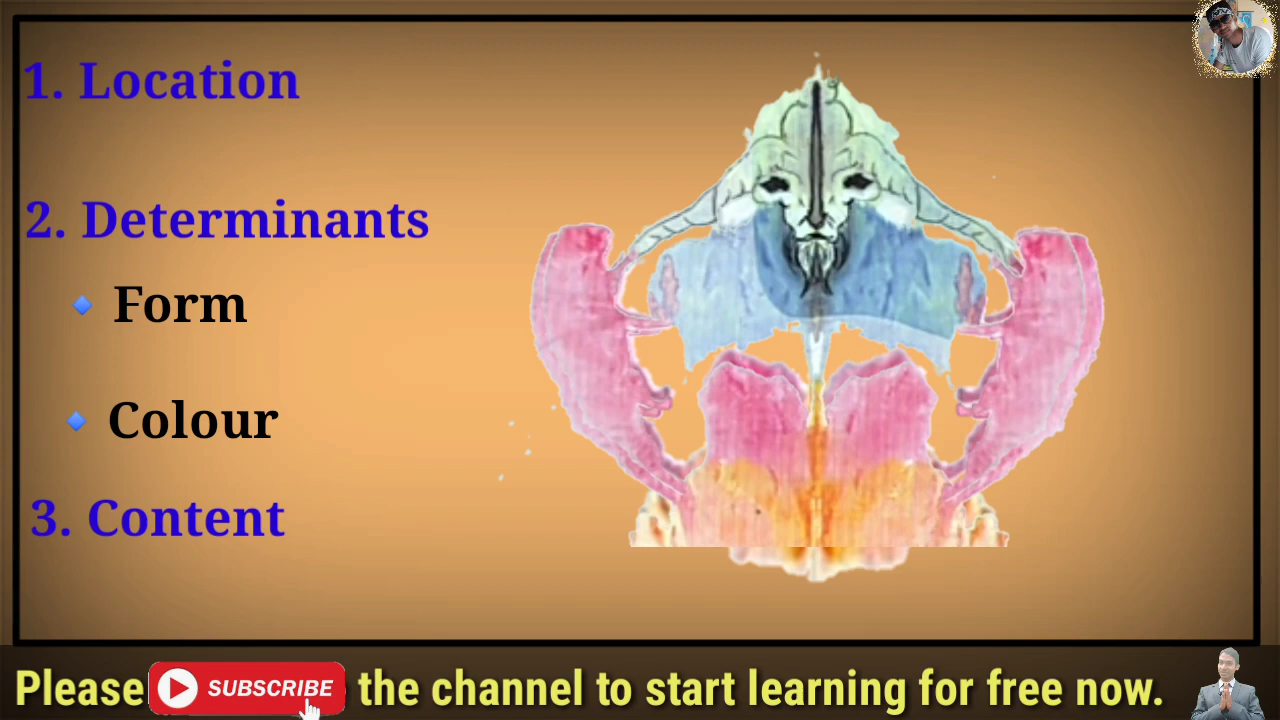 1. Location
2. Determinants
Form
Colour
3. Content
Please SUBSCRIBE the channel to start learning for free now.